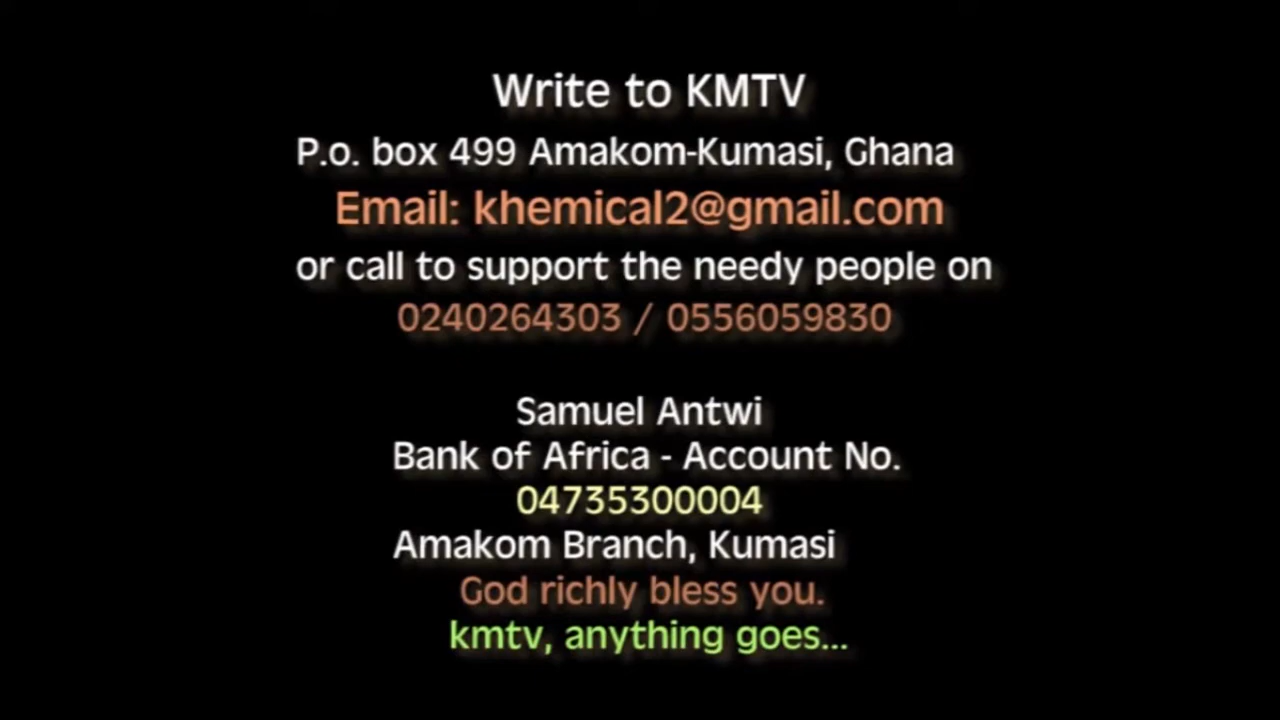 Write to KMTV
P.o. box 499 Amakom-Kumasi, Ghana
Email: khemical2@gmail.com
or call to support the needy people on
0240264303 / 0556059830
Samuel Antwi
Bank of Africa - Account No.
04735300004
Amakom Branch, Kumasi
God richly bless you.
kmtv, anything goes...